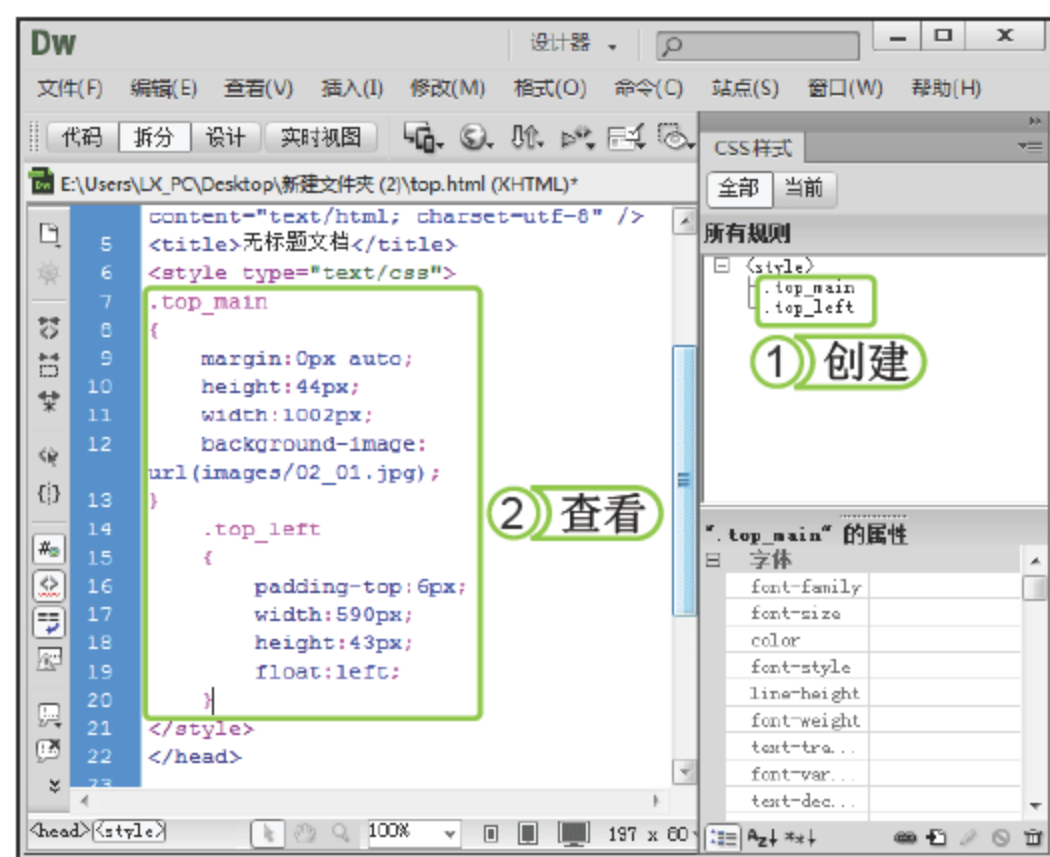 Dw
设计器
文件(F) 编辑(E) 查看(V) 插入(I) 修改(M) 格式(O) 命令(C) 站点(S) 窗口(W) 帮助(H)
代码 拆分 设计 实时视图
E:\Users\LX_PC\Desktop\新建文件夹 (2)\top.html (XHTML)*
content="text/html; charset=utf-8" />
5 <title>无标题文档</title>
6 <style type="text/css">
7 .top_main
8 {
9 margin:0px auto;
10 height:44px;
11 width:1002px;
12 background-image:
url(images/02_01.jpg);
13 }
14 .top_left
15 {
16 padding-top:6px;
17 width:590px;
18 height:43px;
19 float:left;
20 }
21 </style>
22 </head>
23
2 查看
<head> <style>
100%
197 x 60
CSS样式
全部 当前
所有规则
<style>
.top_main
.top_left
1 创建
".top_main" 的属性
字体
font-family
font-size
color
font-style
line-height
font-weight
text-tra...
font-var...
text-dec...